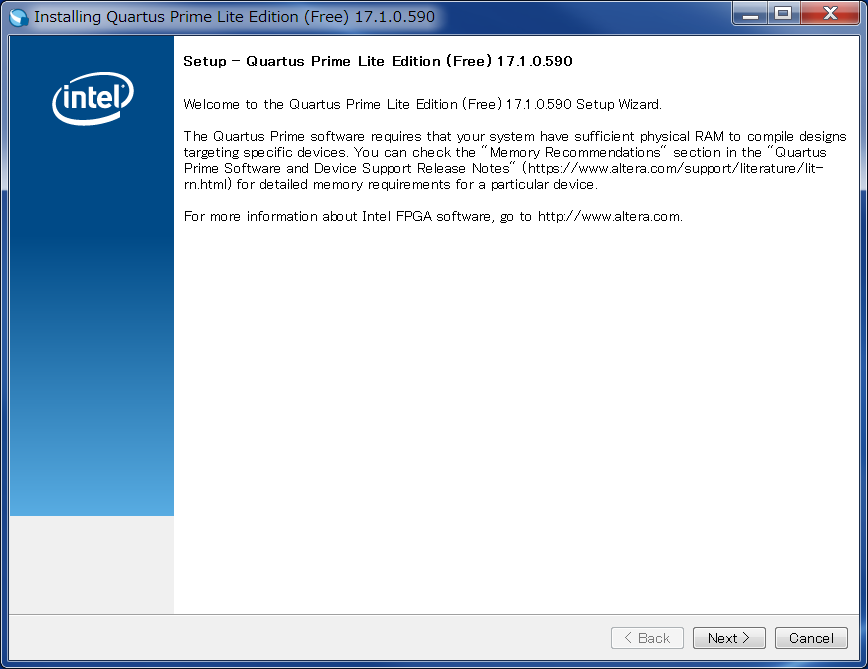 Installing Quartus Prime Lite Edition (Free) 17.1.0.590
intel
Setup - Quartus Prime Lite Edition (Free) 17.1.0.590
Welcome to the Quartus Prime Lite Edition (Free) 17.1.0.590 Setup Wizard.
The Quartus Prime software requires that your system have sufficient physical RAM to compile designs
targeting specific devices. You can check the "Memory Recommendations" section in the "Quartus
Prime Software and Device Support Release Notes" (https://www.altera.com/support/literature/lit-
rn.html) for detailed memory requirements for a particular device.
For more information about Intel FPGA software, go to http://www.altera.com.
< Back
Next >
Cancel